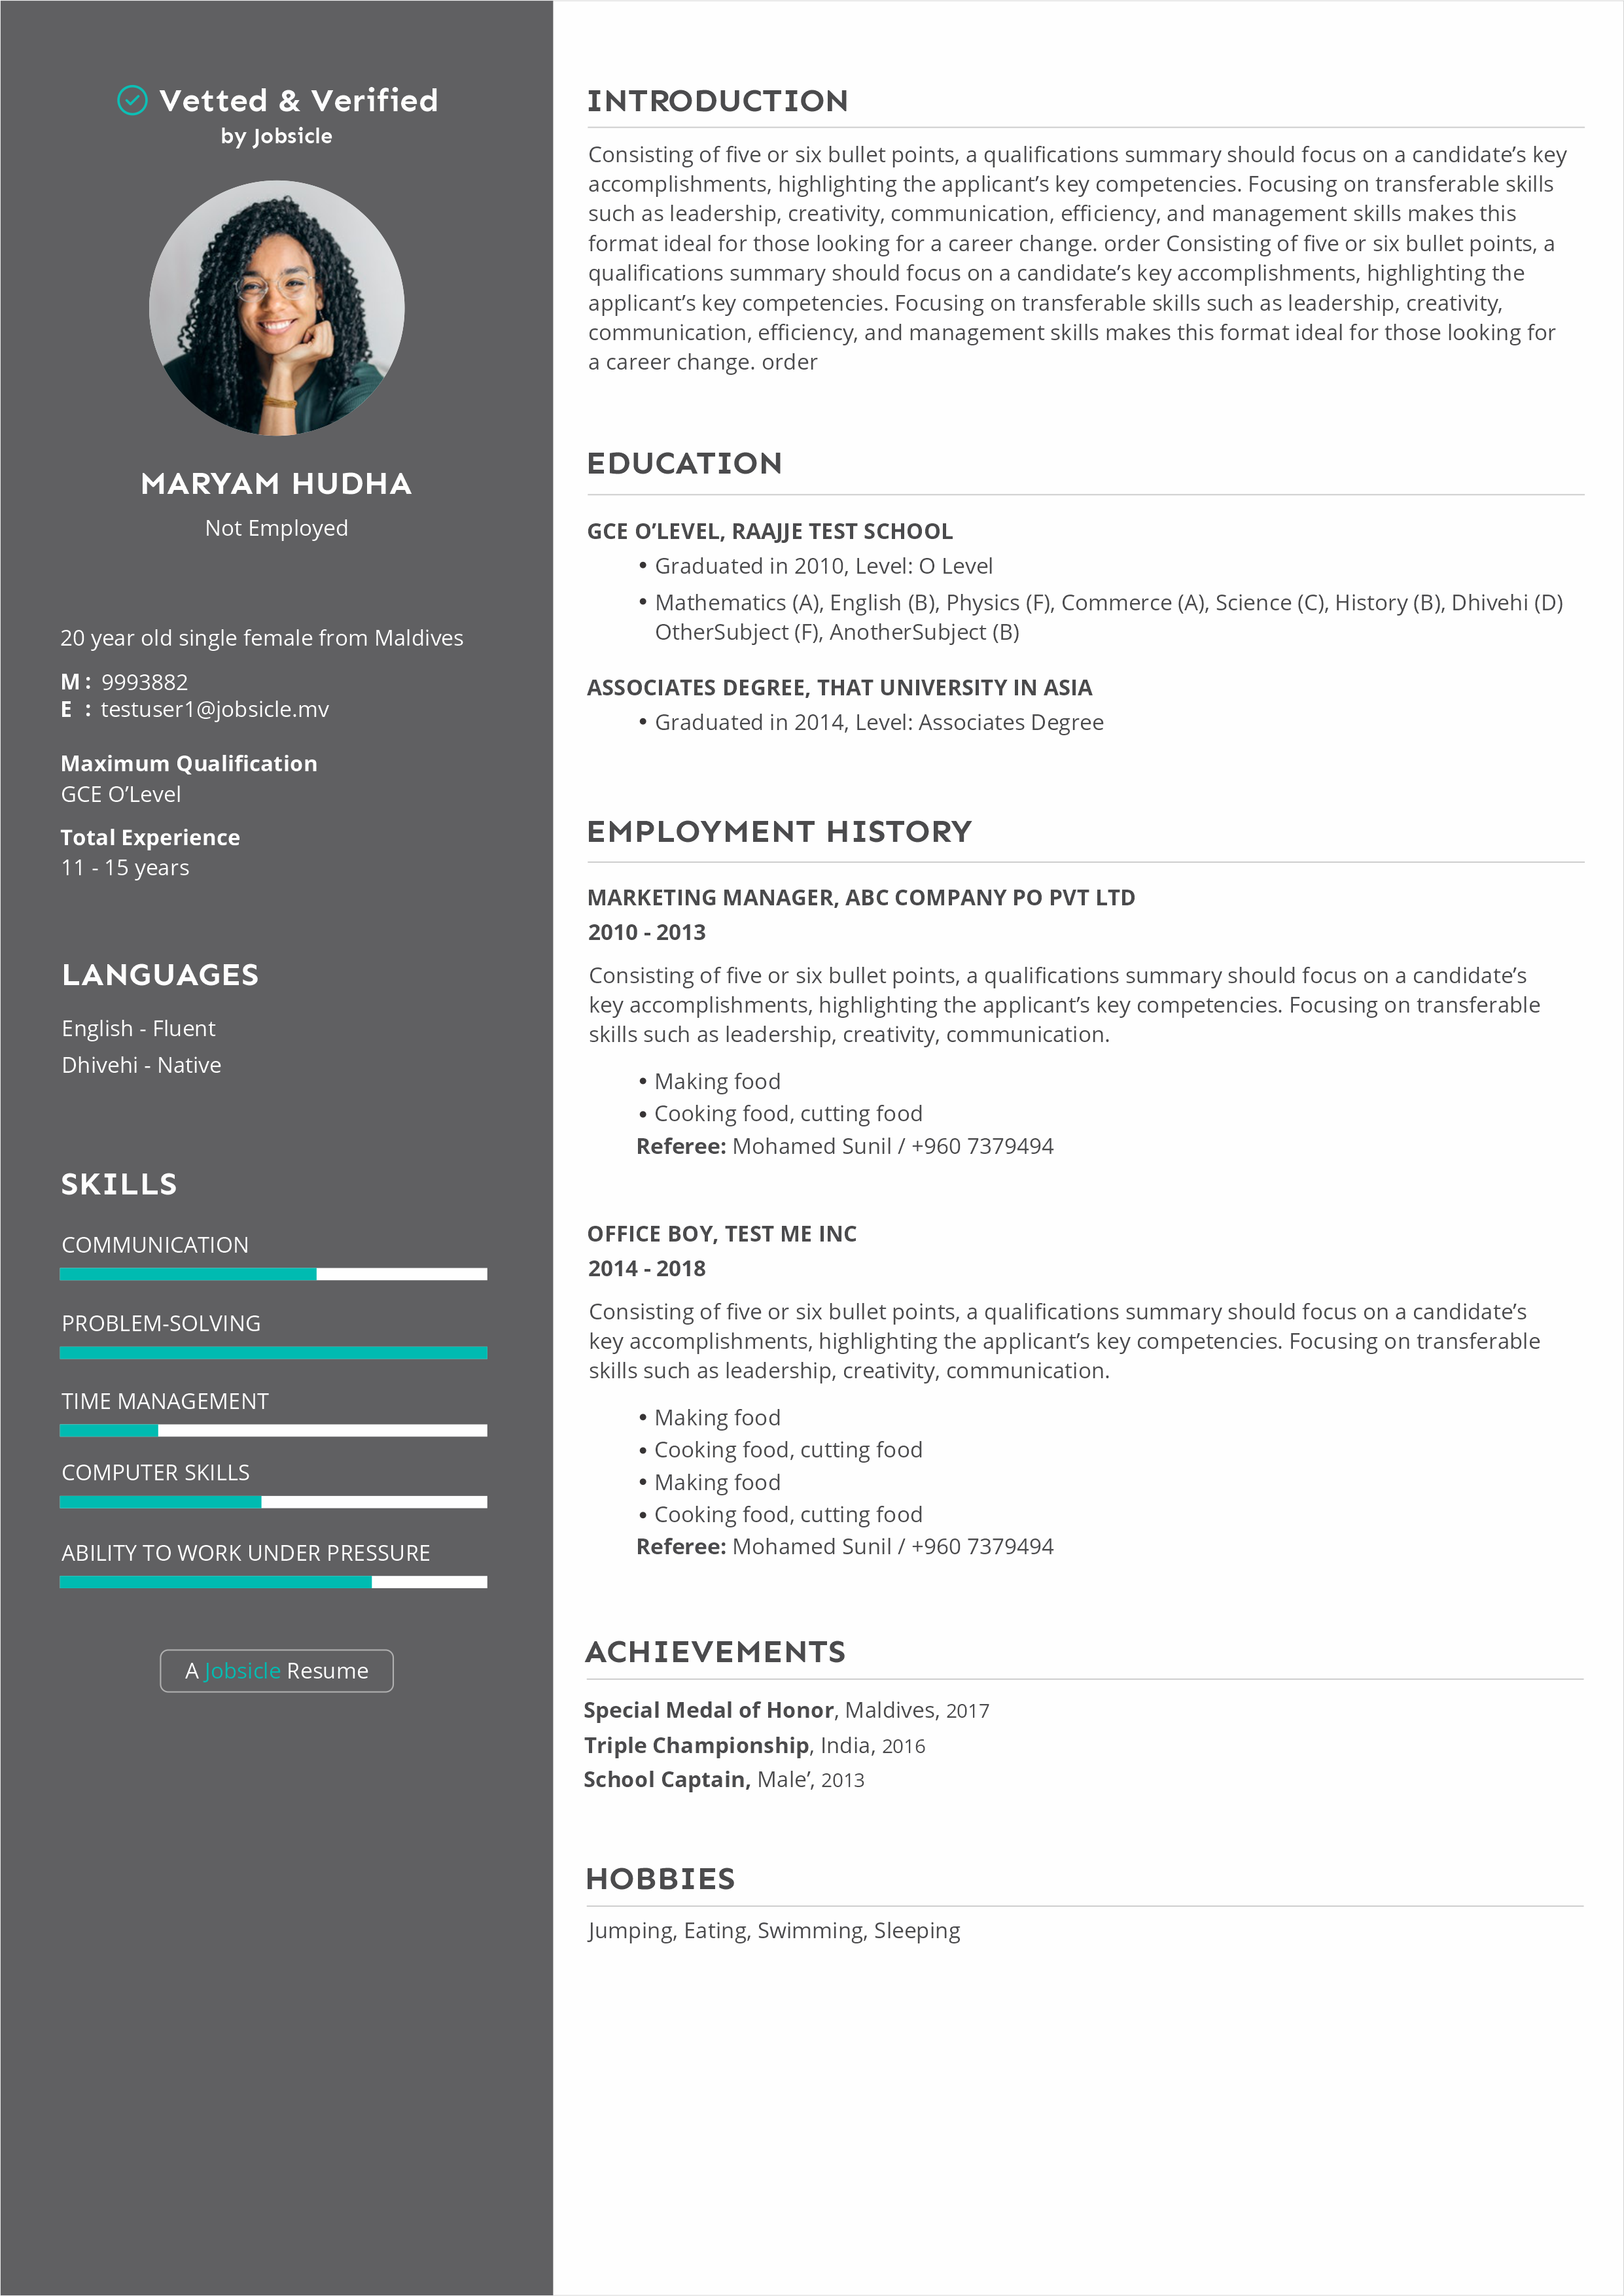 Vetted & Verified
by Jobsicle
MARYAM HUDHA
Not Employed
20 year old single female from Maldives
M : 9993882
E : testuser1@jobsicle.mv
Maximum Qualification
GCE O’Level
Total Experience
11 - 15 years
LANGUAGES
English - Fluent
Dhivehi - Native
SKILLS
COMMUNICATION
PROBLEM-SOLVING
TIME MANAGEMENT
COMPUTER SKILLS
ABILITY TO WORK UNDER PRESSURE
A Jobsicle Resume
INTRODUCTION
Consisting of five or six bullet points, a qualifications summary should focus on a candidate’s key
accomplishments, highlighting the applicant’s key competencies. Focusing on transferable skills
such as leadership, creativity, communication, efficiency, and management skills makes this
format ideal for those looking for a career change. order Consisting of five or six bullet points, a
qualifications summary should focus on a candidate’s key accomplishments, highlighting the
applicant’s key competencies. Focusing on transferable skills such as leadership, creativity,
communication, efficiency, and management skills makes this format ideal for those looking for
a career change. order
EDUCATION
GCE O’LEVEL, RAAJJE TEST SCHOOL
• Graduated in 2010, Level: O Level
• Mathematics (A), English (B), Physics (F), Commerce (A), Science (C), History (B), Dhivehi (D)
OtherSubject (F), AnotherSubject (B)
ASSOCIATES DEGREE, THAT UNIVERSITY IN ASIA
• Graduated in 2014, Level: Associates Degree
EMPLOYMENT HISTORY
MARKETING MANAGER, ABC COMPANY PO PVT LTD
2010 - 2013
Consisting of five or six bullet points, a qualifications summary should focus on a candidate’s
key accomplishments, highlighting the applicant’s key competencies. Focusing on transferable
skills such as leadership, creativity, communication.
• Making food
• Cooking food, cutting food
Referee: Mohamed Sunil / +960 7379494
OFFICE BOY, TEST ME INC
2014 - 2018
Consisting of five or six bullet points, a qualifications summary should focus on a candidate’s
key accomplishments, highlighting the applicant’s key competencies. Focusing on transferable
skills such as leadership, creativity, communication.
• Making food
• Cooking food, cutting food
• Making food
• Cooking food, cutting food
Referee: Mohamed Sunil / +960 7379494
ACHIEVEMENTS
Special Medal of Honor, Maldives, 2017
Triple Championship, India, 2016
School Captain, Male’, 2013
HOBBIES
Jumping, Eating, Swimming, Sleeping